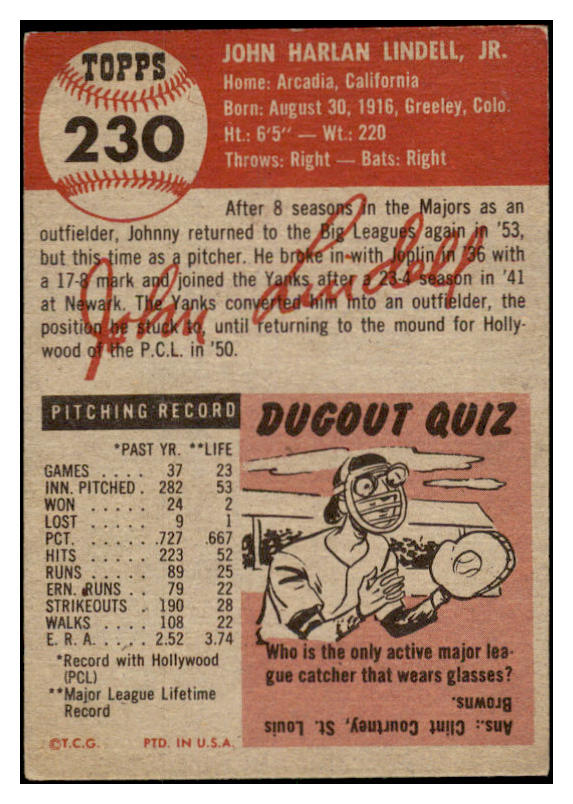 TOPPS
230
JOHN HARLAN LINDELL, JR.
Home: Arcadia, California
Born: August 30, 1916, Greeley, Colo.
Ht.: 6'5" — Wt.: 220
Throws: Right — Bats: Right
After 8 seasons in the Majors as an
outfielder, Johnny returned to the Big Leagues again in '53,
but this time as a pitcher. He broke in with Joplin in '36 with
a 17-8 mark and joined the Yanks after a 23-4 season in '41
at Newark. The Yanks converted him into an outfielder, the
position he stuck to, until returning to the mound for Holly-
wood of the P.C.L. in '50.
John Lindell
PITCHING RECORD
*PAST YR. **LIFE
GAMES .... 37 23
INN. PITCHED . 282 53
WON ..... 24 2
LOST ..... 9 1
PCT. ..... .727 .667
HITS ..... 223 52
RUNS ..... 89 25
ERN. RUNS .. 79 22
STRIKEOUTS . 190 28
WALKS .... 108 22
E. R. A. .... 2.52 3.74
*Record with Hollywood
(PCL)
**Major League Lifetime
Record
©T.C.G. PTD. IN U.S.A.
DUGOUT QUIZ
Who is the only active major lea-
gue catcher that wears glasses?
Ans.: Clint Courtney, St. Louis
Browns.